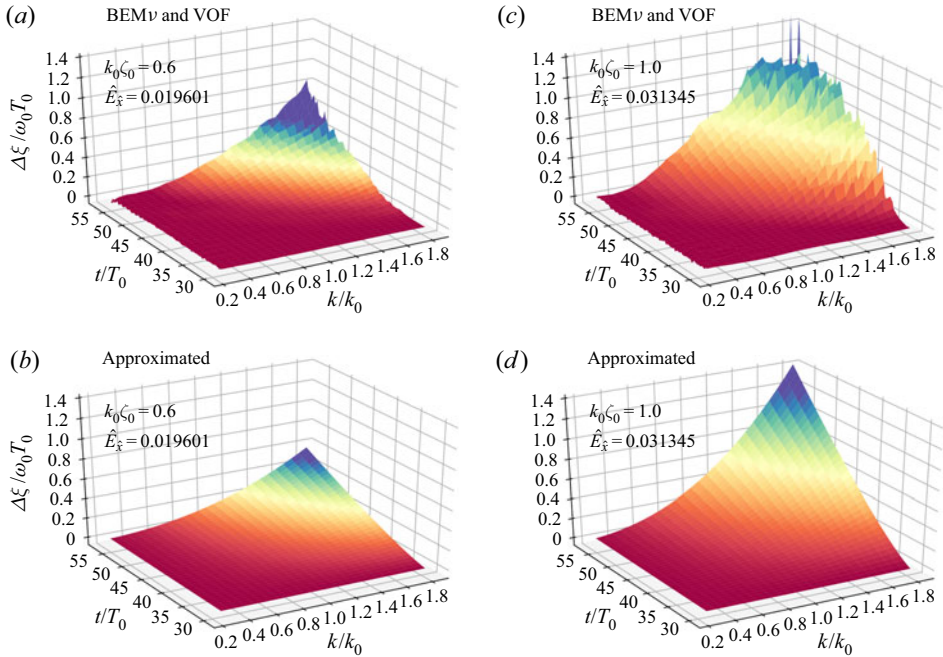 (a) BEMν and VOF
k₀ζ₀ = 0.6
Ê_x̂ = 0.019601
1.4
1.2
1.0
0.8
0.6
0.4
0.2
0
Δξ/ω₀T₀
55
50
45
40
35
30
t/T₀
0.2 0.4 0.6 0.8 1.0 1.2 1.4 1.6 1.8
k/k₀
(c) BEMν and VOF
k₀ζ₀ = 1.0
Ê_x̂ = 0.031345
1.4
1.2
1.0
0.8
0.6
0.4
0.2
0
55
50
45
40
35
30
t/T₀
0.2 0.4 0.6 0.8 1.0 1.2 1.4 1.6 1.8
k/k₀
(b) Approximated
k₀ζ₀ = 0.6
Ê_x̂ = 0.019601
1.4
1.2
1.0
0.8
0.6
0.4
0.2
0
Δξ/ω₀T₀
55
50
45
40
35
30
t/T₀
0.2 0.4 0.6 0.8 1.0 1.2 1.4 1.6 1.8
k/k₀
(d) Approximated
k₀ζ₀ = 1.0
Ê_x̂ = 0.031345
1.4
1.2
1.0
0.8
0.6
0.4
0.2
0
55
50
45
40
35
30
t/T₀
0.2 0.4 0.6 0.8 1.0 1.2 1.4 1.6 1.8
k/k₀